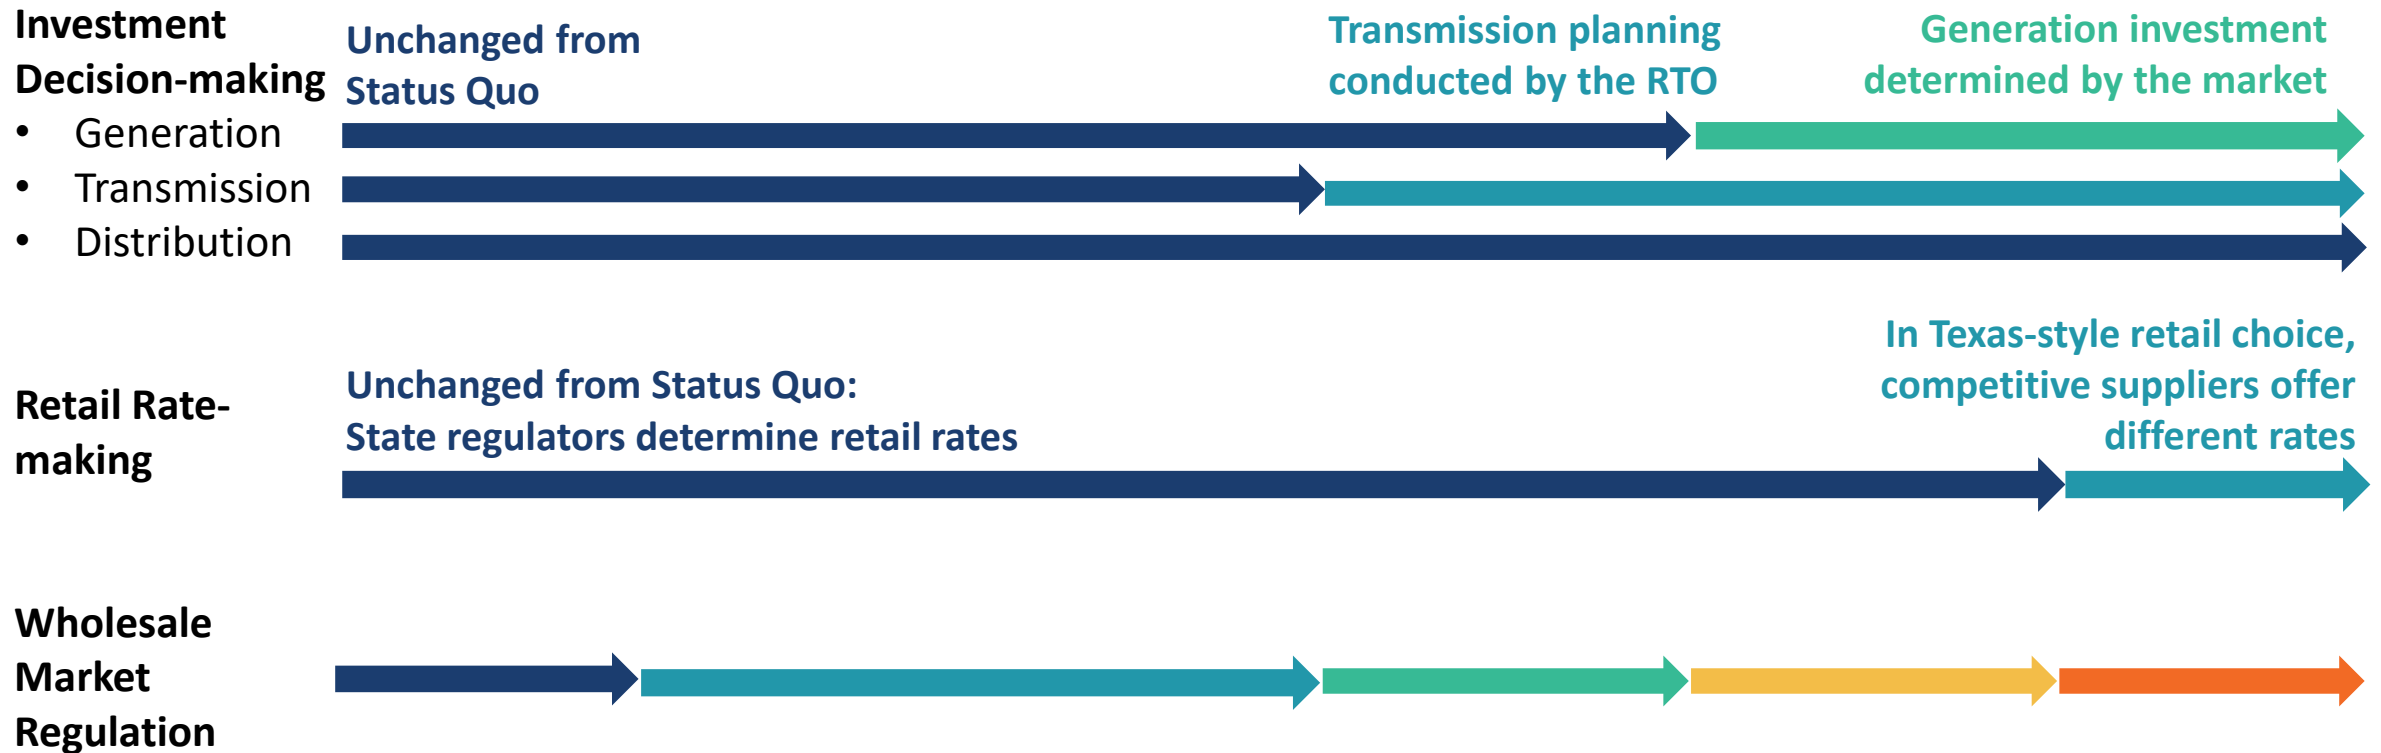 Investment
Decision-making
• Generation
• Transmission
• Distribution
Unchanged from
Status Quo
Transmission planning
conducted by the RTO
Generation investment
determined by the market
Retail Rate-
making
Unchanged from Status Quo:
State regulators determine retail rates
In Texas-style retail choice,
competitive suppliers offer
different rates
Wholesale
Market
Regulation